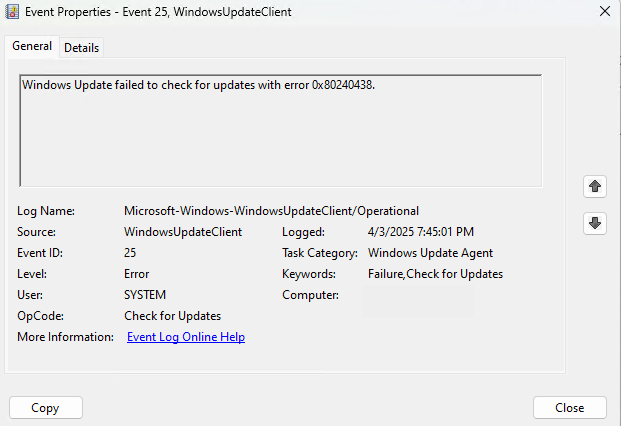 Event Properties - Event 25, WindowsUpdateClient
General Details
Windows Update failed to check for updates with error 0x80240438.
Log Name: Microsoft-Windows-WindowsUpdateClient/Operational
Source: WindowsUpdateClient Logged: 4/3/2025 7:45:01 PM
Event ID: 25 Task Category: Windows Update Agent
Level: Error Keywords: Failure,Check for Updates
User: SYSTEM Computer:
OpCode: Check for Updates
More Information: Event Log Online Help
Copy Close